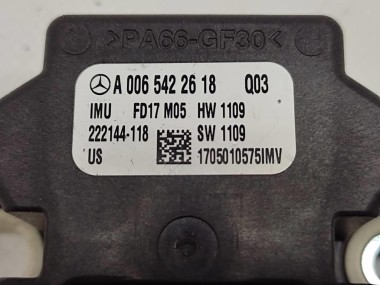 >PA66-GF30<
A 006 542 26 18 Q03
IMU FD17 M05 HW 1109
222144-118 SW 1109
US 1705010575IMV